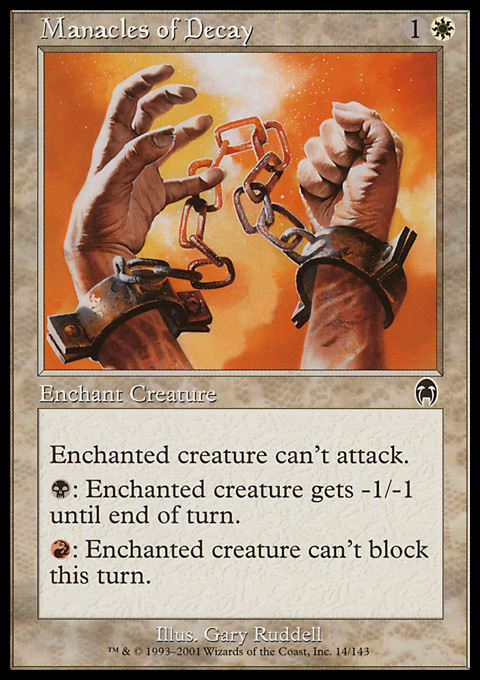 Manacles of Decay 1
Enchant Creature
Enchanted creature can't attack.
: Enchanted creature gets -1/-1
until end of turn.
: Enchanted creature can't block
this turn.
Illus. Gary Ruddell
™ & © 1993–2001 Wizards of the Coast, Inc. 14/143